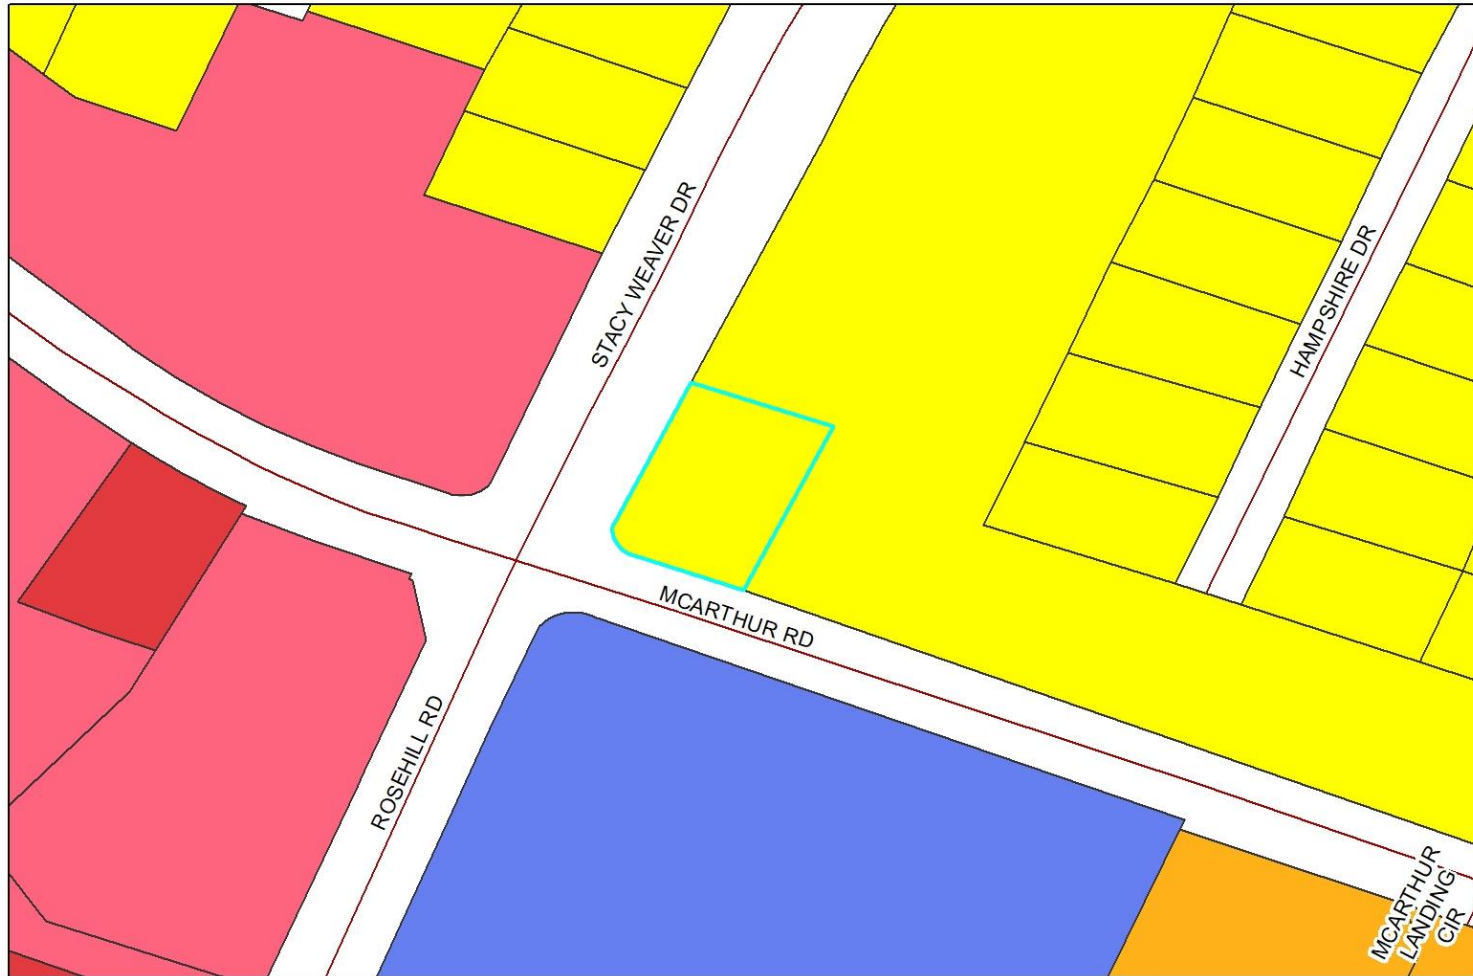 STACY WEAVER DR
HAMPSHIRE DR
MCARTHUR RD
ROSEHILL RD
MCARTHUR
LANDING
CIR